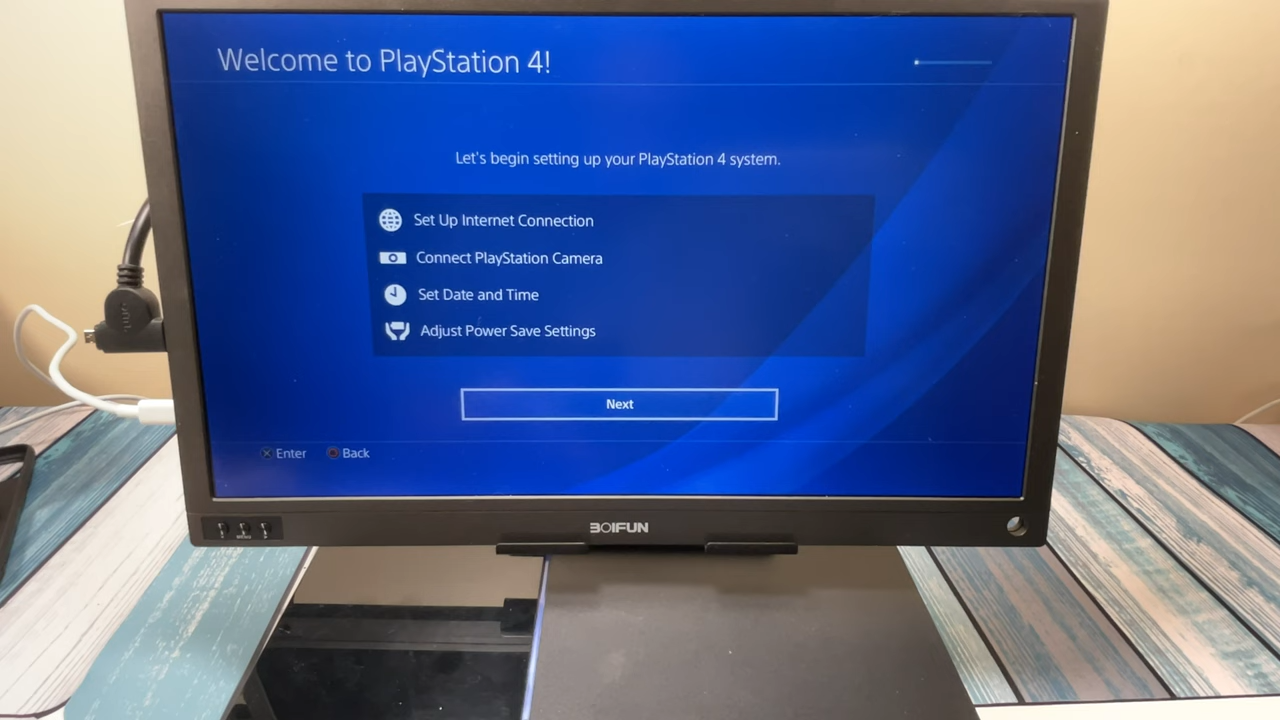 Welcome to PlayStation 4!
Let's begin setting up your PlayStation 4 system.
Set Up Internet Connection
Connect PlayStation Camera
Set Date and Time
Adjust Power Save Settings
Next
Enter
Back
BOIFUN